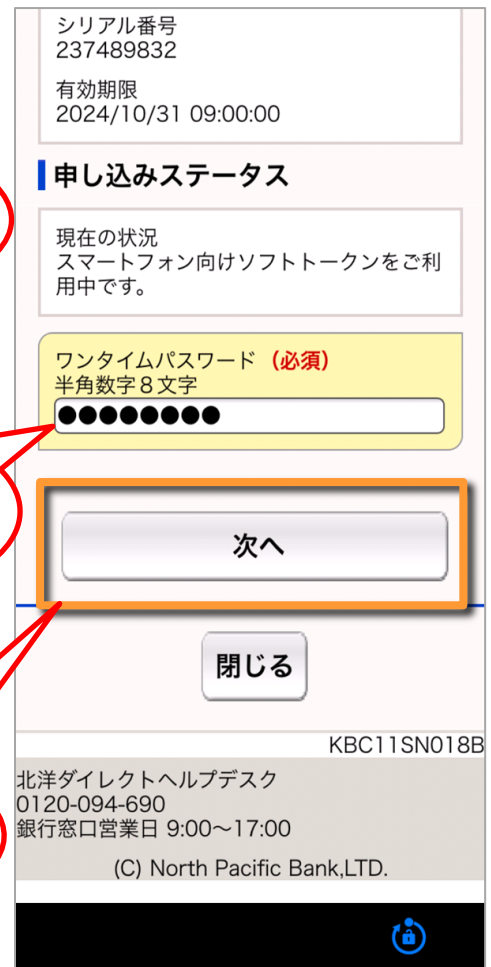 シリアル番号
237489832
有効期限
2024/10/31 09:00:00
申し込みステータス
現在の状況
スマートフォン向けソフトトークンをご利
用中です。
ワンタイムパスワード（必須）
半角数字８文字
●●●●●●●●
次へ
閉じる
KBC11SN018B
北洋ダイレクトヘルプデスク
0120-094-690
銀行窓口営業日 9:00～17:00
(C) North Pacific Bank,LTD.